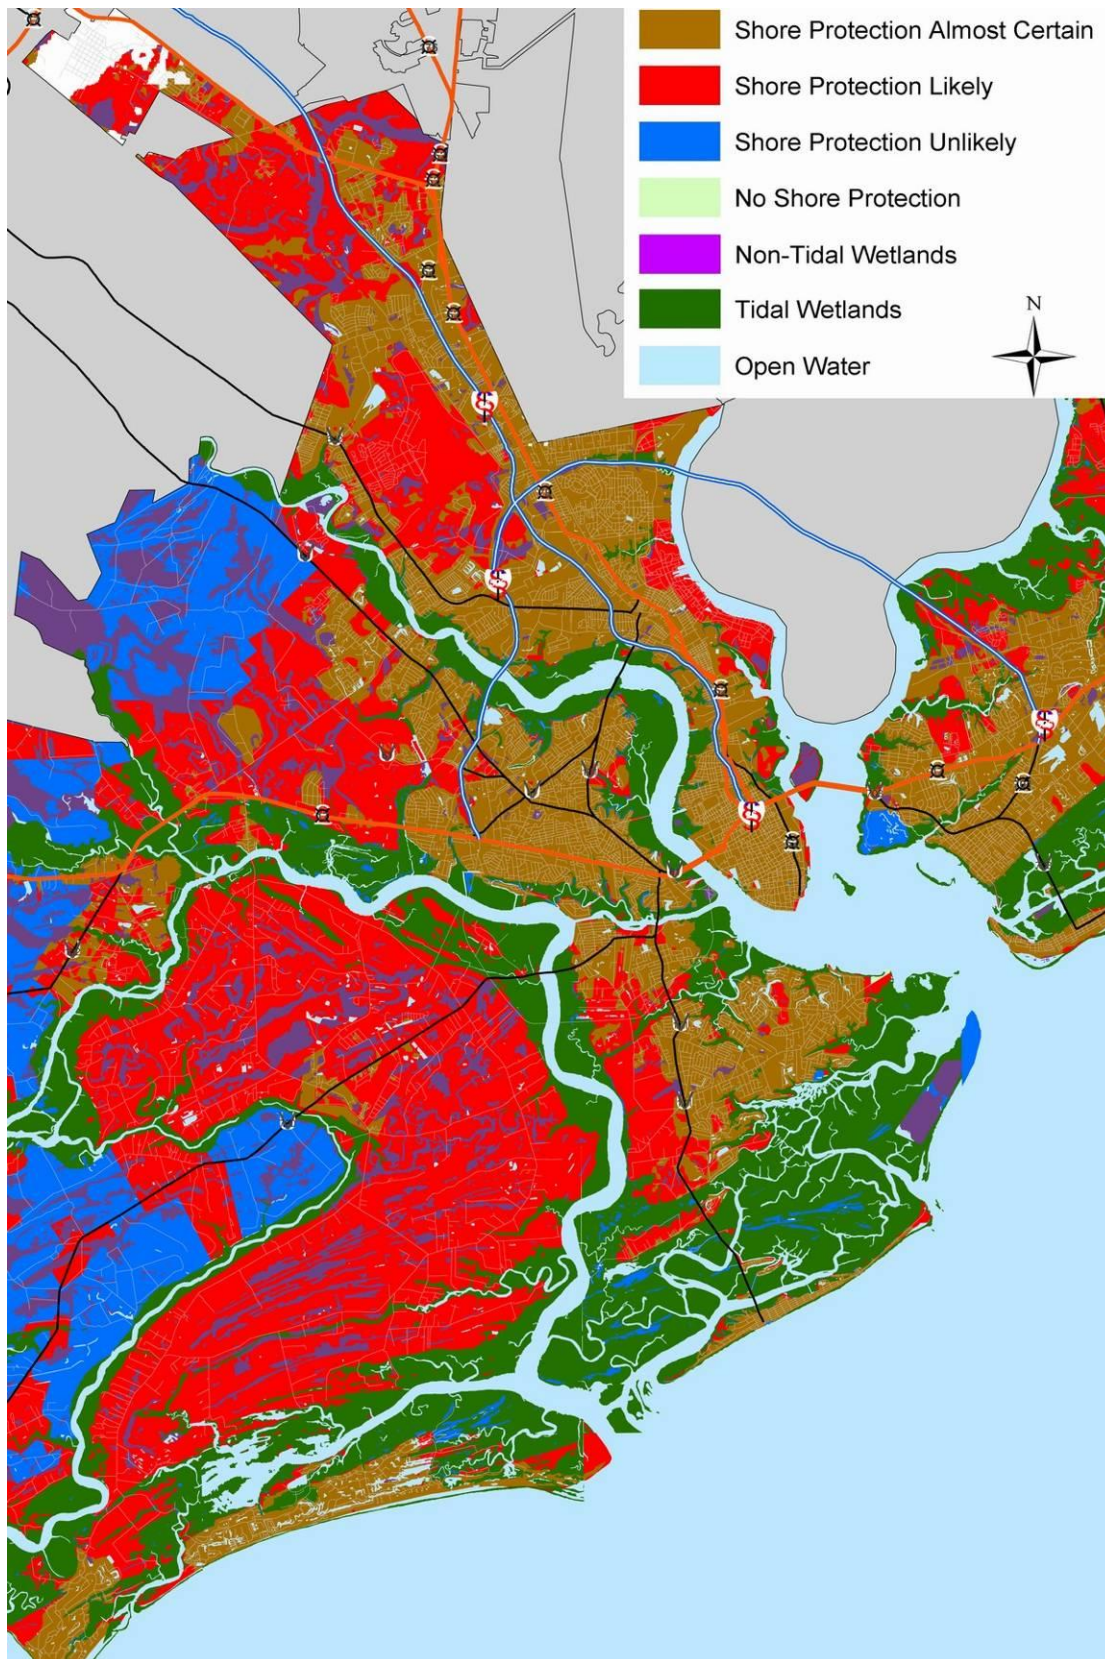 Shore Protection Almost Certain
Shore Protection Likely
Shore Protection Unlikely
No Shore Protection
Non-Tidal Wetlands
N
Tidal Wetlands
Open Water